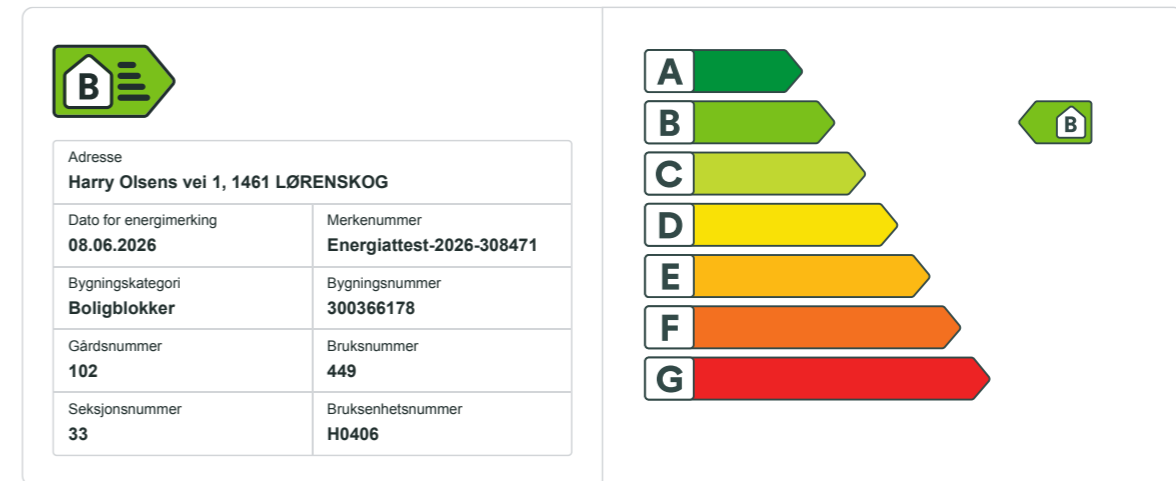 B
Adresse
Harry Olsens vei 1, 1461 LØRENSKOG
Dato for energimerking
08.06.2026
Merkenummer
Energiattest-2026-308471
Bygningskategori
Boligblokker
Bygningsnummer
300366178
Gårdsnummer
102
Bruksnummer
449
Seksjonsnummer
33
Bruksenhetsnummer
H0406
A
B
B
C
D
E
F
G